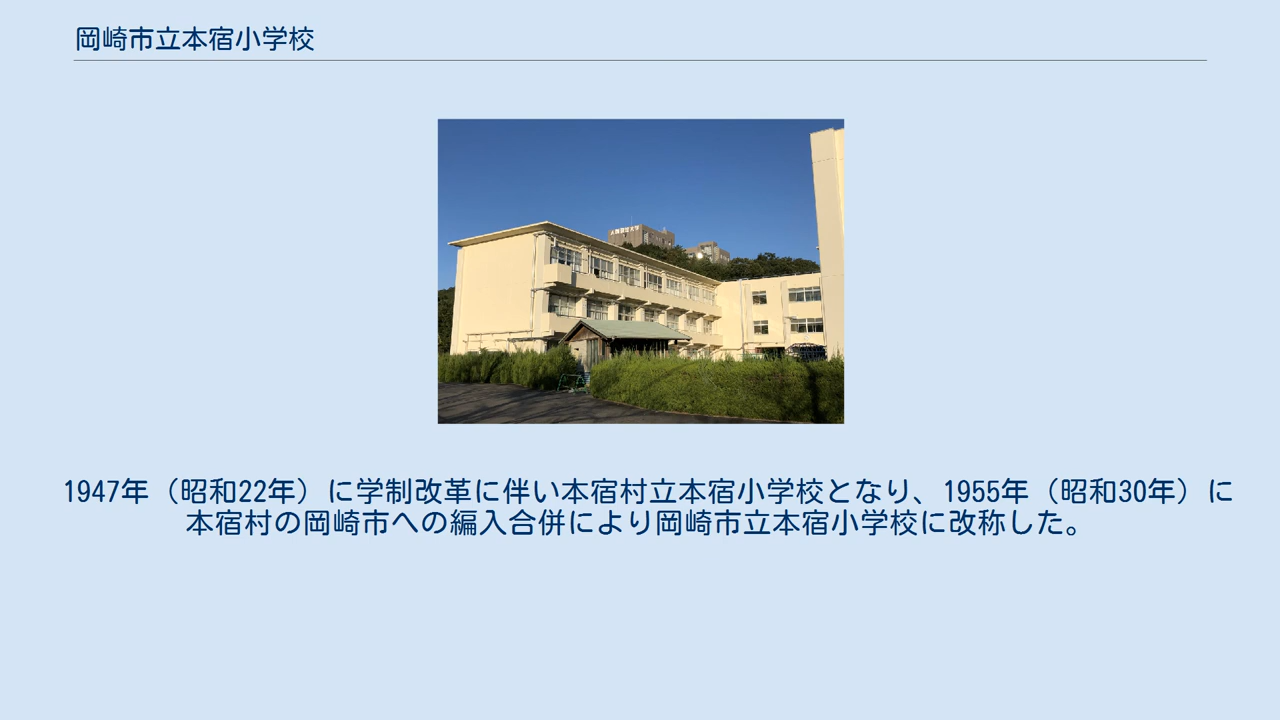 岡崎市立本宿小学校
1947年（昭和22年）に学制改革に伴い本宿村立本宿小学校となり、1955年（昭和30年）に
本宿村の岡崎市への編入合併により岡崎市立本宿小学校に改称した。